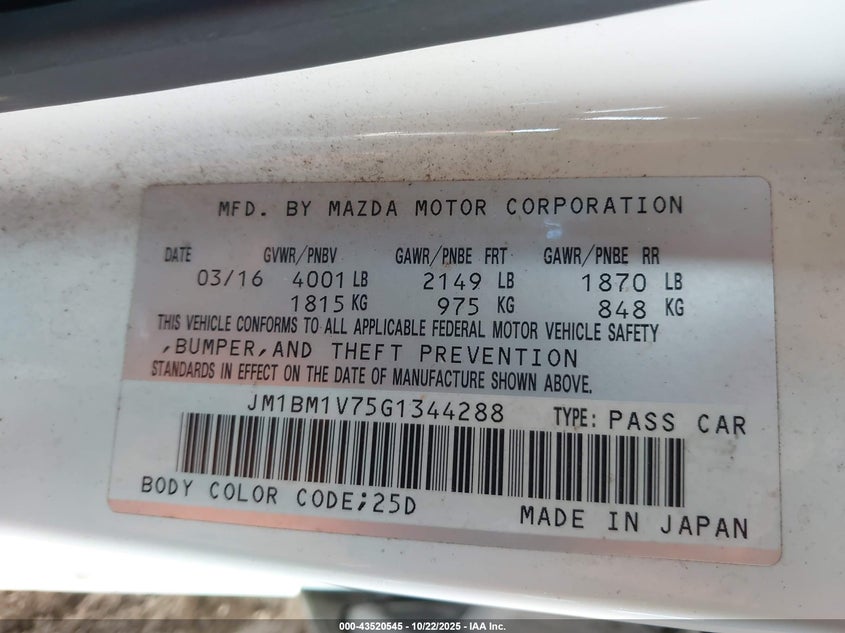 MFD. BY MAZDA MOTOR CORPORATION
DATE GVWR/PNBV GAWR/PNBE FRT GAWR/PNBE RR
03/16 4001 LB 2149 LB 1870 LB
1815 KG 975 KG 848 KG
THIS VEHICLE CONFORMS TO ALL APPLICABLE FEDERAL MOTOR VEHICLE SAFETY
,BUMPER,AND THEFT PREVENTION
STANDARDS IN EFFECT ON THE DATE OF MANUFACTURE SHOWN ABOVE.
JM1BM1V75G1344288 TYPE: PASS CAR
BODY COLOR CODE;25D
MADE IN JAPAN
000-43520545 - 10/22/2025 - IAA Inc.